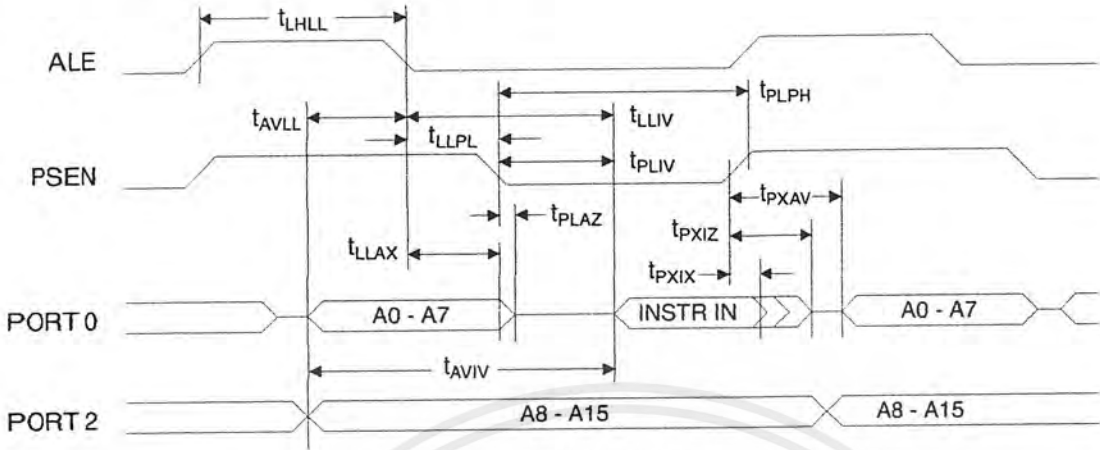 tLHLL
ALE
tPLPH
tAVLL
tLLIV
tLLPL
PSEN
tPLIV
tPXAV
tPLAZ
tPXIZ
tLLAX
tPXIX
PORT 0
A0 - A7
INSTR IN
A0 - A7
tAVIV
PORT 2
A8 - A15
A8 - A15